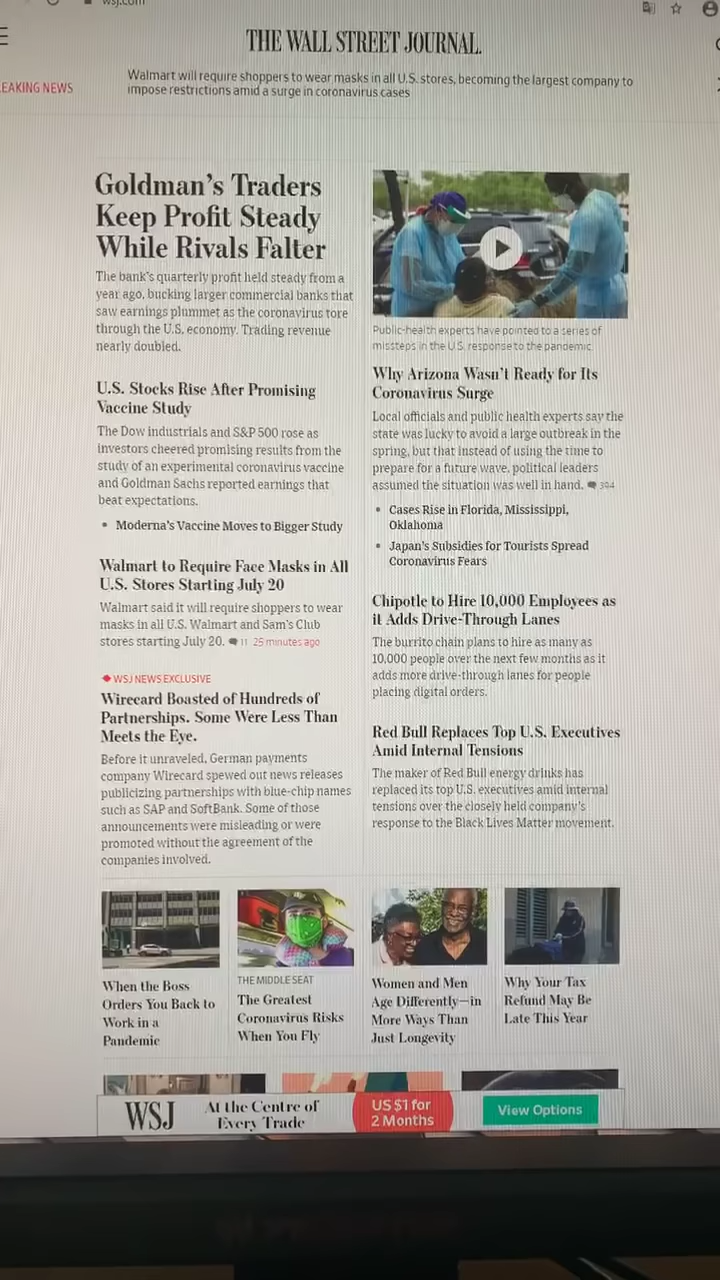 wsj.com
THE WALL STREET JOURNAL.
EAKING NEWS
Walmart will require shoppers to wear masks in all U.S. stores, becoming the largest company to
impose restrictions amid a surge in coronavirus cases
Goldman's Traders
Keep Profit Steady
While Rivals Falter
The bank's quarterly profit held steady from a
year ago, bucking larger commercial banks that
saw earnings plummet as the coronavirus tore
through the U.S. economy. Trading revenue
nearly doubled.
U.S. Stocks Rise After Promising
Vaccine Study
The Dow industrials and S&P 500 rose as
investors cheered promising results from the
study of an experimental coronavirus vaccine
and Goldman Sachs reported earnings that
beat expectations.
• Moderna's Vaccine Moves to Bigger Study
Walmart to Require Face Masks in All
U.S. Stores Starting July 20
Walmart said it will require shoppers to wear
masks in all U.S. Walmart and Sam's Club
stores starting July 20. 11 25 minutes ago
WSJ NEWS EXCLUSIVE
Wirecard Boasted of Hundreds of
Partnerships. Some Were Less Than
Meets the Eye.
Before it unraveled, German payments
company Wirecard spewed out news releases
publicizing partnerships with blue-chip names
such as SAP and SoftBank. Some of those
announcements were misleading or were
promoted without the agreement of the
companies involved.
Public-health experts have pointed to a series of
missteps in the U.S. response to the pandemic.
Why Arizona Wasn't Ready for Its
Coronavirus Surge
Local officials and public health experts say the
state was lucky to avoid a large outbreak in the
spring, but that instead of using the time to
prepare for a future wave, political leaders
assumed the situation was well in hand. 394
• Cases Rise in Florida, Mississippi,
Oklahoma
• Japan's Subsidies for Tourists Spread
Coronavirus Fears
Chipotle to Hire 10,000 Employees as
it Adds Drive-Through Lanes
The burrito chain plans to hire as many as
10,000 people over the next few months as it
adds more drive-through lanes for people
placing digital orders.
Red Bull Replaces Top U.S. Executives
Amid Internal Tensions
The maker of Red Bull energy drinks has
replaced its top U.S. executives amid internal
tensions over the closely held company's
response to the Black Lives Matter movement.
When the Boss
Orders You Back to
Work in a
Pandemic
THE MIDDLE SEAT
The Greatest
Coronavirus Risks
When You Fly
Women and Men
Age Differently—in
More Ways Than
Just Longevity
Why Your Tax
Refund May Be
Late This Year
WSJ
At the Centre of
Every Trade
US $1 for
2 Months
View Options